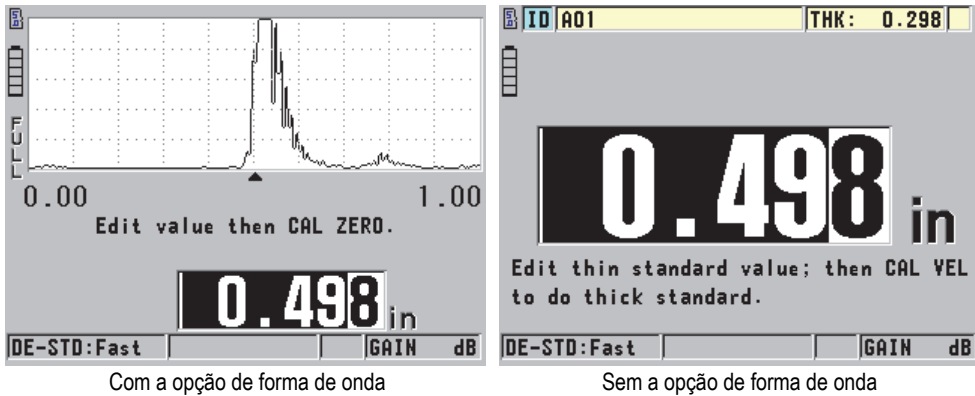 FULL
0.00 1.00
Edit value then CAL ZERO.
0.498 in
DE-STD:Fast GAIN dB
Com a opção de forma de onda
ID A01 THK: 0.298
0.498 in
Edit thin standard value; then CAL VEL
to do thick standard.
DE-STD:Fast GAIN dB
Sem a opção de forma de onda